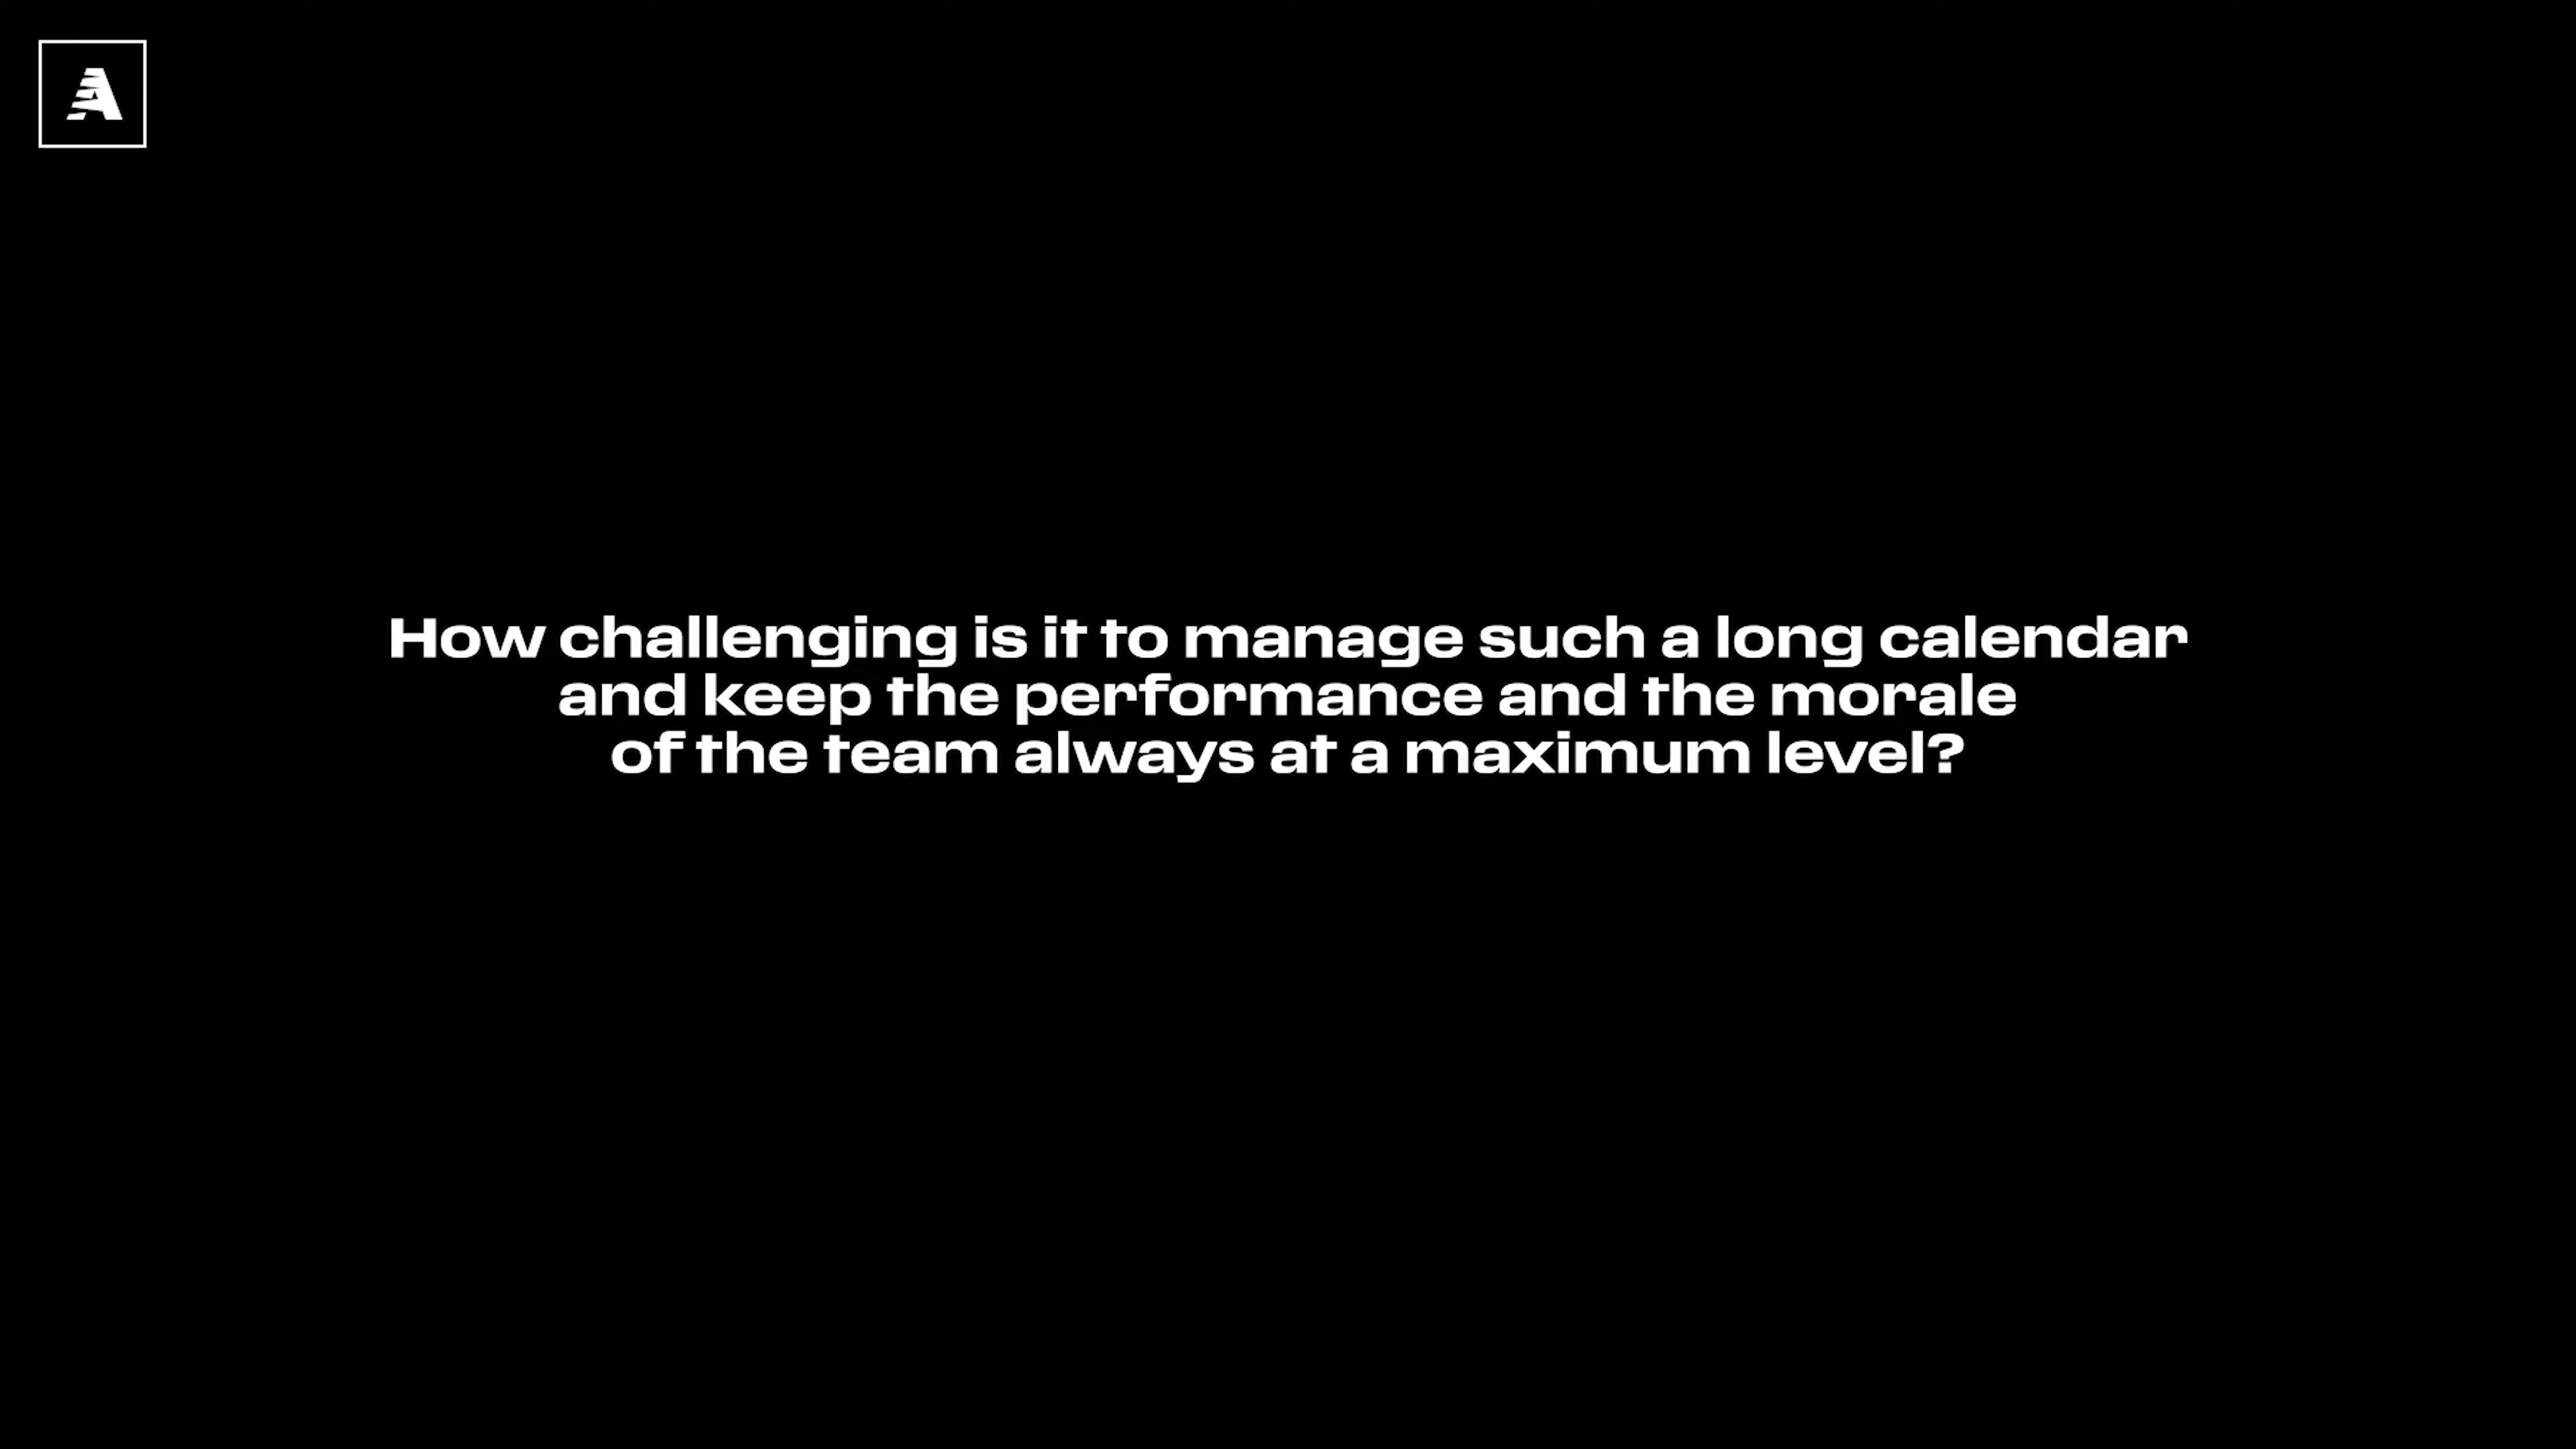 A
How challenging is it to manage such a long calendar
and keep the performance and the morale
of the team always at a maximum level?